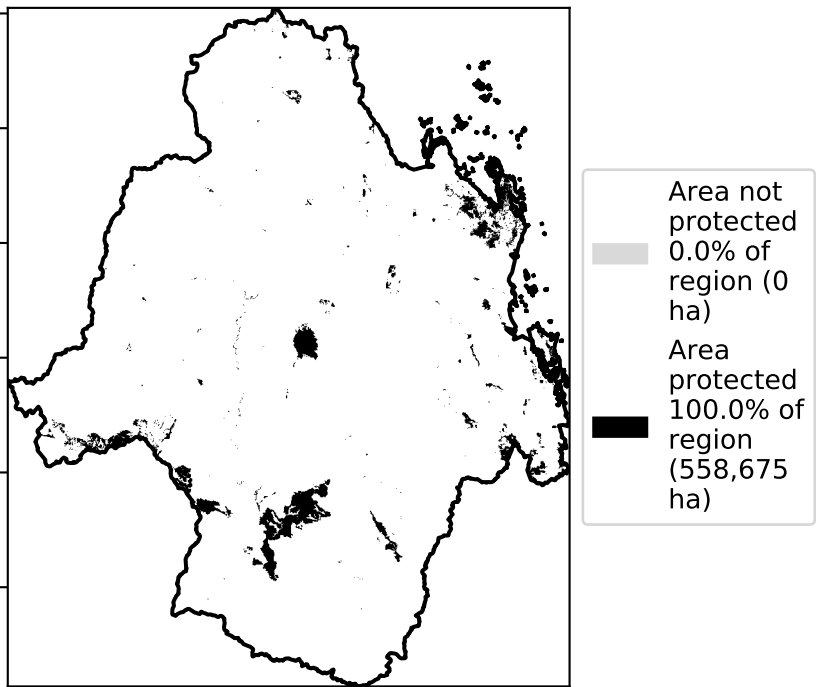 Area not
protected
0.0% of
region (0
ha)
Area
protected
100.0% of
region
(558,675
ha)